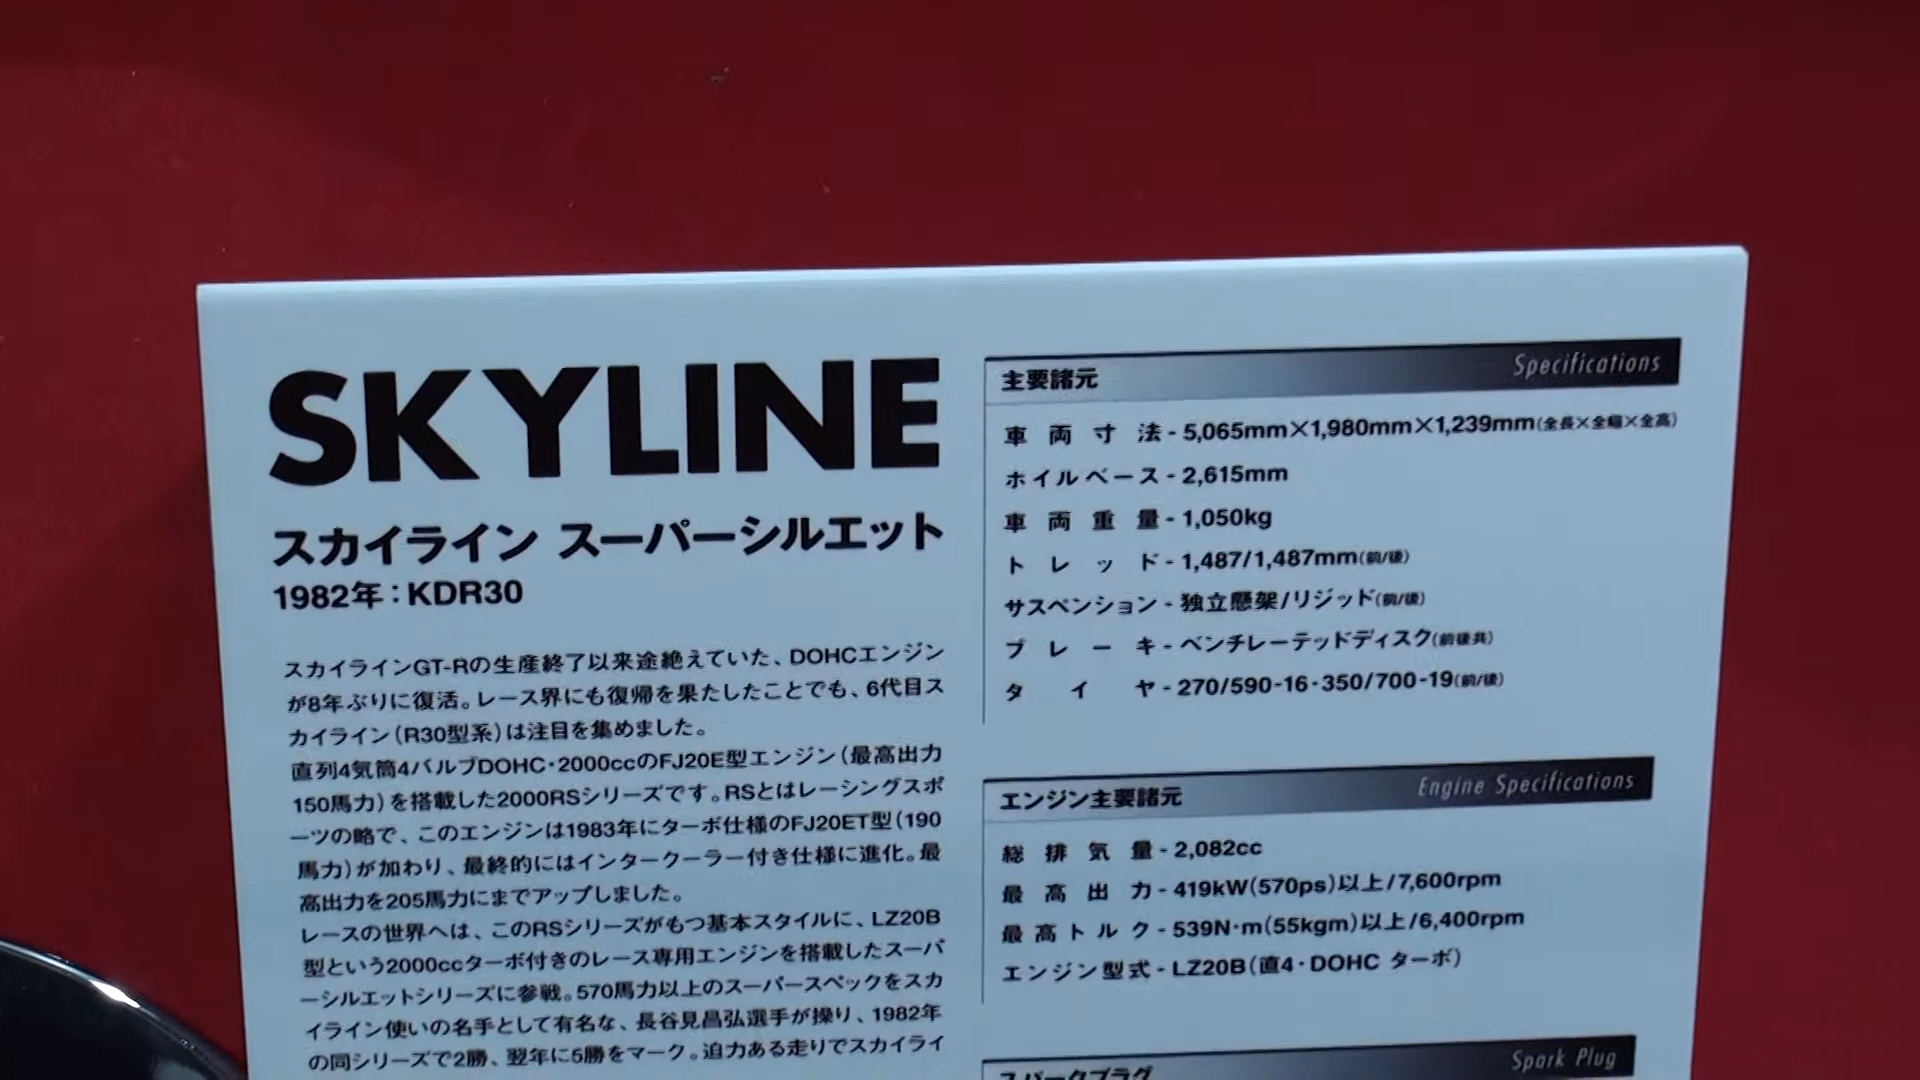 SKYLINE
スカイライン スーパーシルエット
1982年：KDR30
スカイラインGT-Rの生産終了以来途絶えていた、DOHCエンジン
が8年ぶりに復活。レース界にも復帰を果たしたことでも、6代目ス
カイライン（R30型系）は注目を集めました。
直列4気筒4バルブDOHC・2000ccのFJ20E型エンジン（最高出力
150馬力）を搭載した2000RSシリーズです。RSとはレーシングスポ
ーツの略で、このエンジンは1983年にターボ仕様のFJ20ET型（190
馬力）が加わり、最終的にはインタークーラー付き仕様に進化。最
高出力を205馬力にまでアップしました。
レースの世界へは、このRSシリーズがもつ基本スタイルに、LZ20B
型という2000ccターボ付きのレース専用エンジンを搭載したスーパ
ーシルエットシリーズに参戦。570馬力以上のスーパースペックをスカ
イライン使いの名手として有名な、長谷見昌弘選手が操り、1982年
の同シリーズで2勝、翌年に5勝をマーク。迫力ある走りでスカイライ
主要諸元 Specifications
車両寸法 - 5,065mm×1,980mm×1,239mm(全長×全幅×全高)
ホイルベース - 2,615mm
車両重量 - 1,050kg
トレッド - 1,487/1,487mm(前/後)
サスペンション - 独立懸架/リジッド(前/後)
ブレーキ - ベンチレーテッドディスク(前後共)
タイヤ - 270/590-16・350/700-19(前/後)
エンジン主要諸元 Engine Specifications
総排気量 - 2,082cc
最高出力 - 419kW(570ps)以上/7,600rpm
最高トルク - 539N・m(55kgm)以上/6,400rpm
エンジン型式 - LZ20B(直4・DOHC ターボ)
スパークプラグ Spark Plug